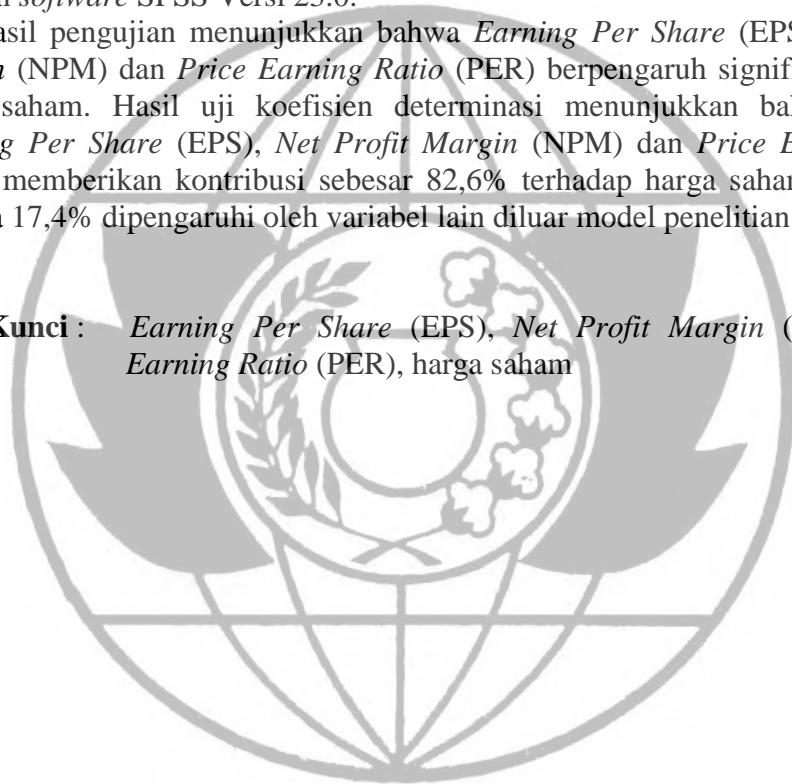 software SPSS Versi 25.0.
asil pengujian menunjukkan bahwa Earning Per Share (EPS
(NPM) dan Price Earning Ratio (PER) berpengaruh signifi
saham. Hasil uji koefisien determinasi menunjukkan bah
g Per Share (EPS), Net Profit Margin (NPM) dan Price E
memberikan kontribusi sebesar 82,6% terhadap harga saham
a 17,4% dipengaruhi oleh variabel lain diluar model penelitian
Kunci : Earning Per Share (EPS), Net Profit Margin (
Earning Ratio (PER), harga saham